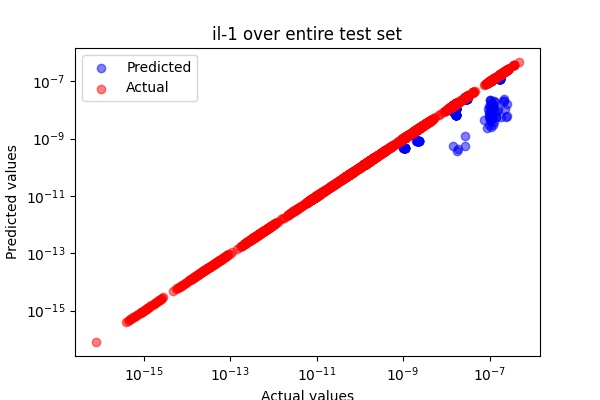 il-1 over entire test set
Predicted
Actual
Predicted values
10⁻⁷
10⁻⁹
10⁻¹¹
10⁻¹³
10⁻¹⁵
10⁻¹⁵ 10⁻¹³ 10⁻¹¹ 10⁻⁹ 10⁻⁷
Actual values